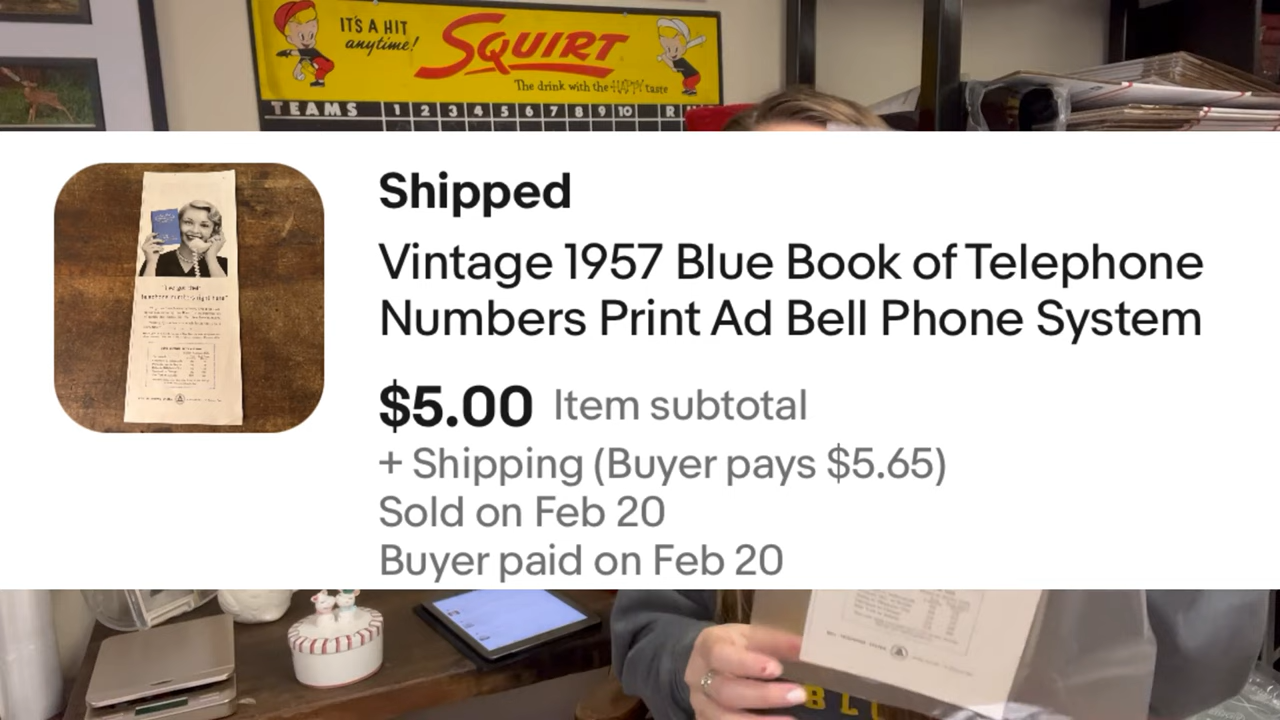 IT'S A HIT
anytime!
SQUIRT
The drink with the HAPPY taste
TEAMS 1 2 3 4 5 6 7 8 9 10 R
Shipped
Vintage 1957 Blue Book of Telephone
Numbers Print Ad Bell Phone System
$5.00 Item subtotal
+ Shipping (Buyer pays $5.65)
Sold on Feb 20
Buyer paid on Feb 20